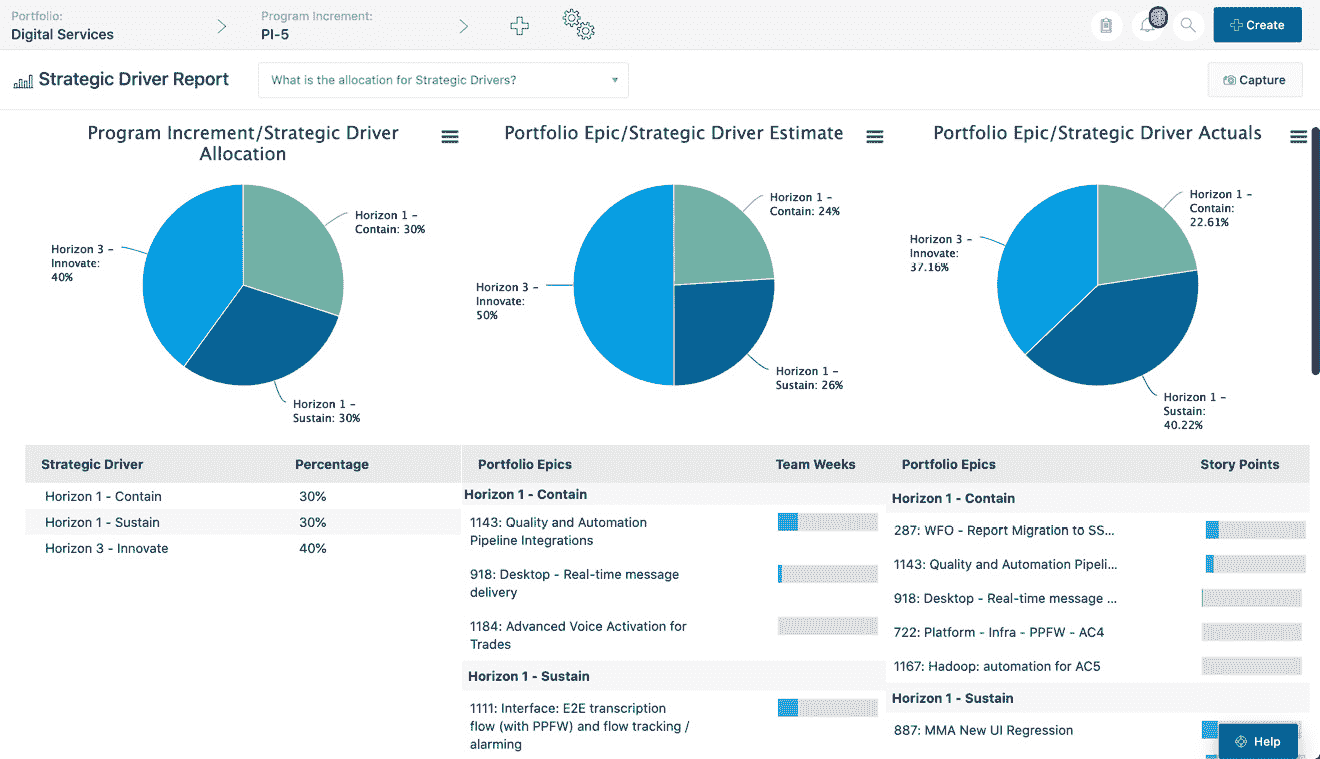 Portfolio:
Digital Services
Program Increment:
PI-5
Create
Strategic Driver Report
What is the allocation for Strategic Drivers?
Capture
Program Increment/Strategic Driver
Allocation
Horizon 1 –
Contain: 30%
Horizon 3 –
Innovate:
40%
Horizon 1 –
Sustain: 30%
Portfolio Epic/Strategic Driver Estimate
Horizon 1 –
Contain: 24%
Horizon 3 –
Innovate:
50%
Horizon 1 –
Sustain: 26%
Portfolio Epic/Strategic Driver Actuals
Horizon 1 –
Contain:
22.61%
Horizon 3 –
Innovate:
37.16%
Horizon 1 –
Sustain:
40.22%
Strategic Driver Percentage
Horizon 1 - Contain 30%
Horizon 1 - Sustain 30%
Horizon 3 - Innovate 40%
Portfolio Epics Team Weeks
Horizon 1 - Contain
1143: Quality and Automation
Pipeline Integrations
918: Desktop - Real-time message
delivery
1184: Advanced Voice Activation for
Trades
Horizon 1 - Sustain
1111: Interface: E2E transcription
flow (with PPFW) and flow tracking /
alarming
Portfolio Epics Story Points
Horizon 1 - Contain
287: WFO - Report Migration to SS...
1143: Quality and Automation Pipeli...
918: Desktop - Real-time message ...
722: Platform - Infra - PPFW - AC4
1167: Hadoop: automation for AC5
Horizon 1 - Sustain
887: MMA New UI Regression
Help